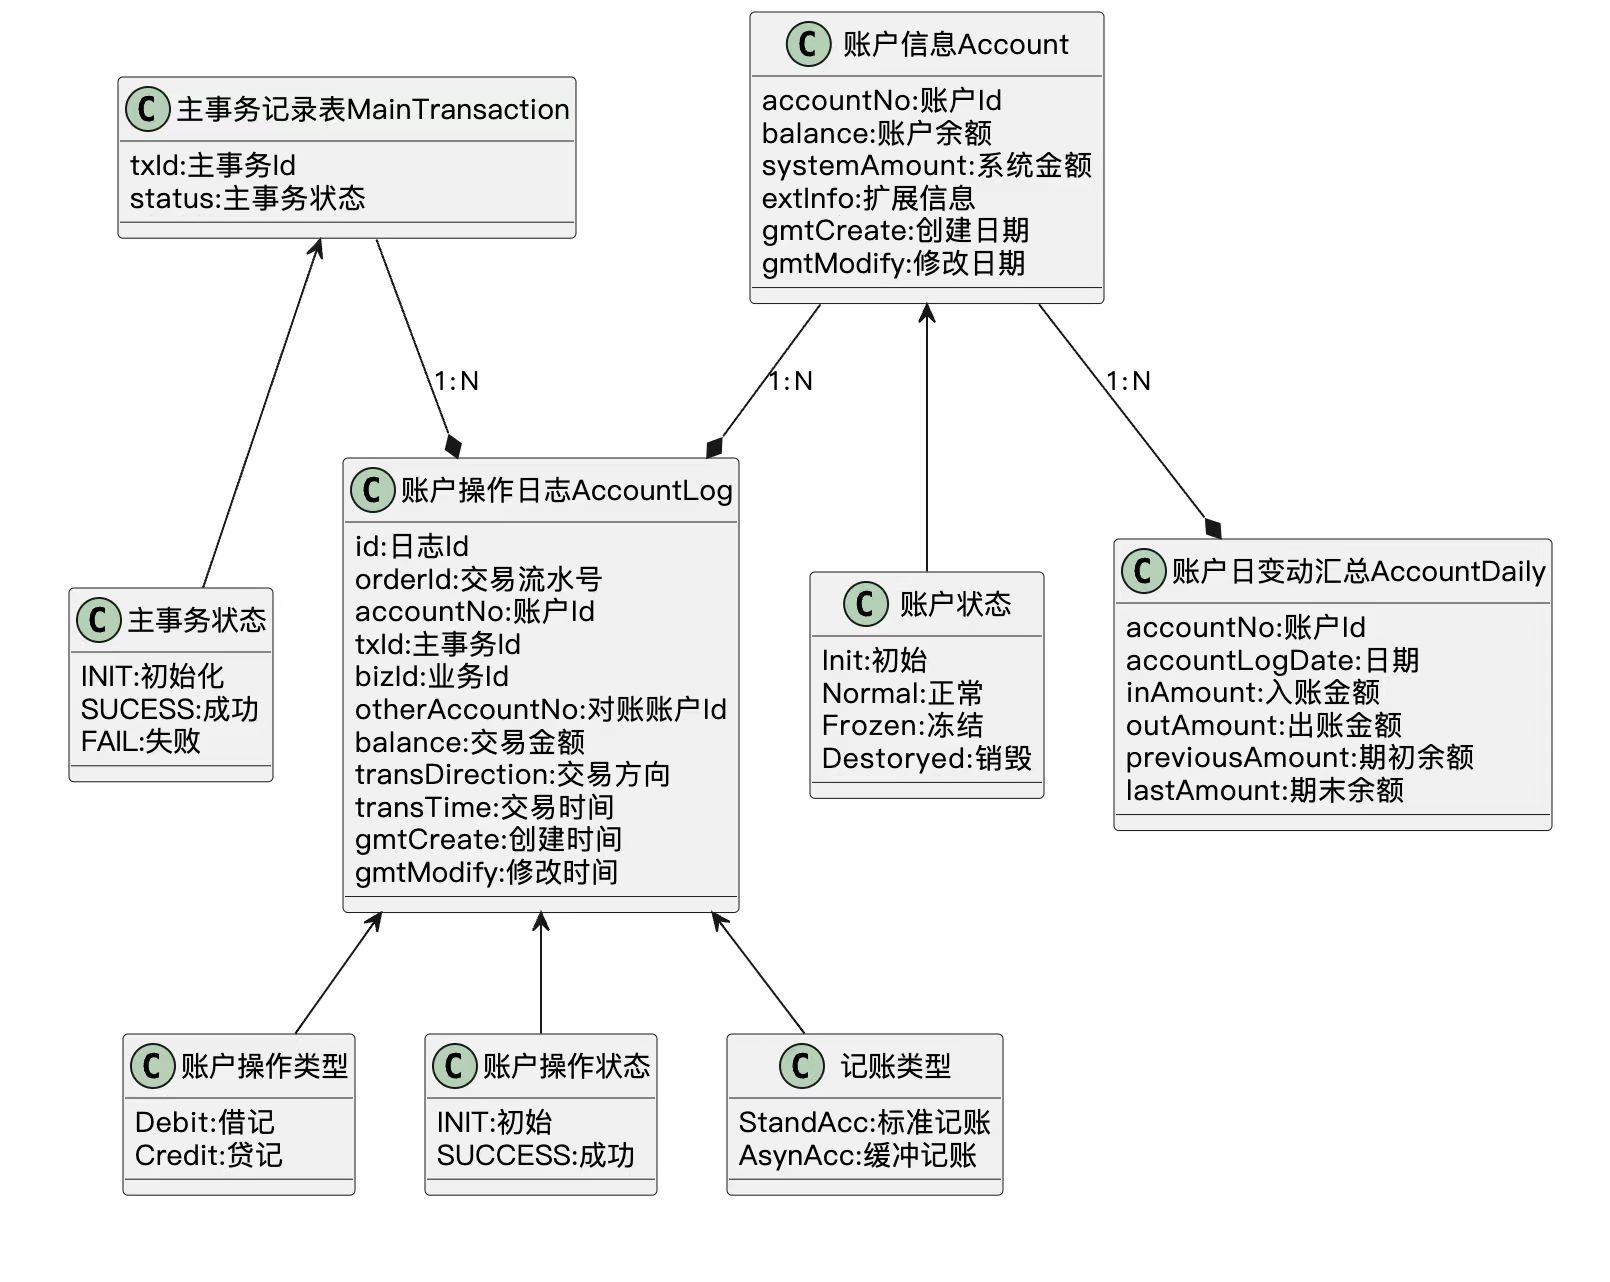 C 账户信息Account
accountNo:账户Id
balance:账户余额
systemAmount:系统金额
extInfo:扩展信息
gmtCreate:创建日期
gmtModify:修改日期
C 主事务记录表MainTransaction
txId:主事务Id
status:主事务状态
1:N
1:N
1:N
C 账户操作日志AccountLog
id:日志Id
orderId:交易流水号
accountNo:账户Id
txId:主事务Id
bizId:业务Id
otherAccountNo:对账账户Id
balance:交易金额
transDirection:交易方向
transTime:交易时间
gmtCreate:创建时间
gmtModify:修改时间
C 主事务状态
INIT:初始化
SUCESS:成功
FAIL:失败
C 账户状态
Init:初始
Normal:正常
Frozen:冻结
Destoryed:销毁
C 账户日变动汇总AccountDaily
accountNo:账户Id
accountLogDate:日期
inAmount:入账金额
outAmount:出账金额
previousAmount:期初余额
lastAmount:期末余额
C 账户操作类型
Debit:借记
Credit:贷记
C 账户操作状态
INIT:初始
SUCCESS:成功
C 记账类型
StandAcc:标准记账
AsynAcc:缓冲记账